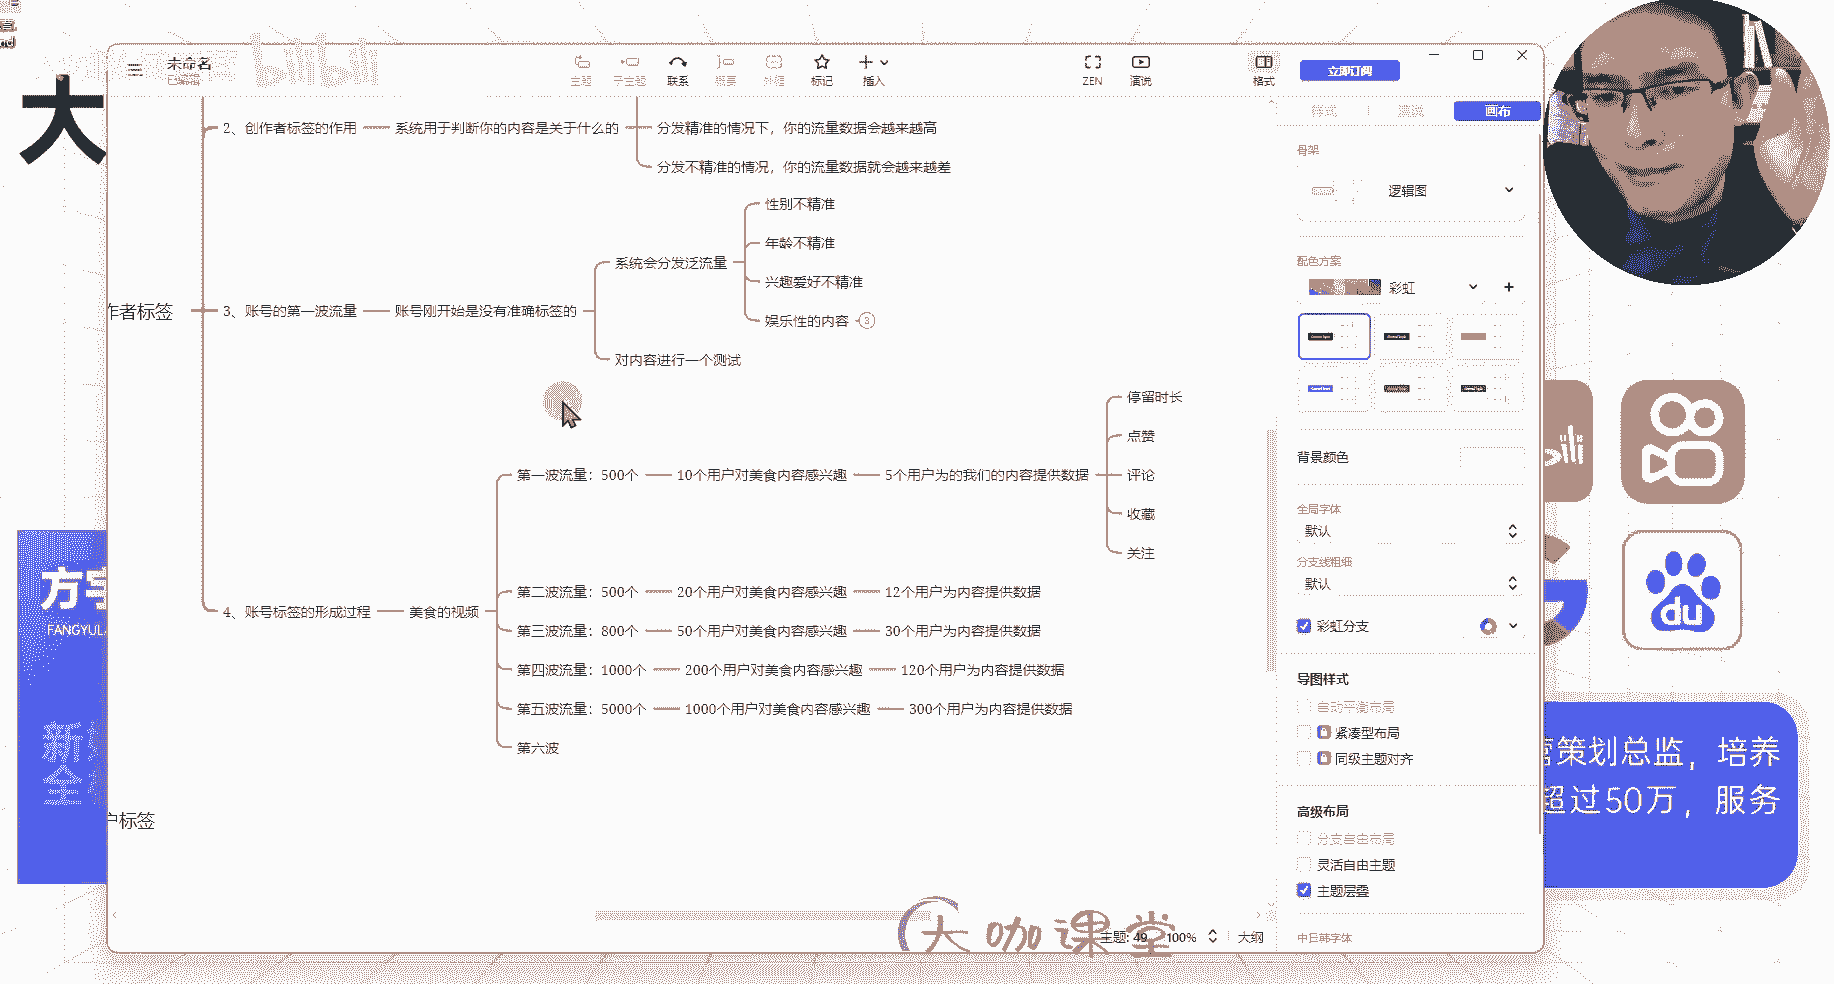 未命名
已编辑
bilibili
主题
子主题
联系
概要
外框
标记
插入
ZEN
演说
格式
立即订阅
大
样式
演说
画布
2、创作者标签的作用
系统用于判断你的内容是关于什么的
分发精准的情况下，你的流量数据会越来越高
分发不精准的情况，你的流量数据就会越来越差
性别不精准
年龄不精准
兴趣爱好不精准
娱乐性的内容
3
系统会分发泛流量
作者标签
3、账号的第一波流量
账号刚开始是没有准确标签的
对内容进行一个测试
停留时长
点赞
第一波流量：500个
10个用户对美食内容感兴趣
5个用户为的我们的内容提供数据
评论
收藏
关注
第二波流量：500个
20个用户对美食内容感兴趣
12个用户为内容提供数据
4、账号标签的形成过程
美食的视频
第三波流量：800个
50个用户对美食内容感兴趣
30个用户为内容提供数据
第四波流量：1000个
200个用户对美食内容感兴趣
120个用户为内容提供数据
第五波流量：5000个
1000个用户对美食内容感兴趣
300个用户为内容提供数据
第六波
户标签
骨架
逻辑图
配色方案
彩虹
背景颜色
全局字体
默认
分支线粗细
默认
彩虹分支
导图样式
自动平衡布局
紧凑型布局
同级主题对齐
高级布局
分支自由布局
灵活自由主题
主题层叠
中日韩字体
主题: 49
100%
大纲
大咖课堂
方宇
FANGYUL
新
全
du
营策划总监，培养
超过50万，服务